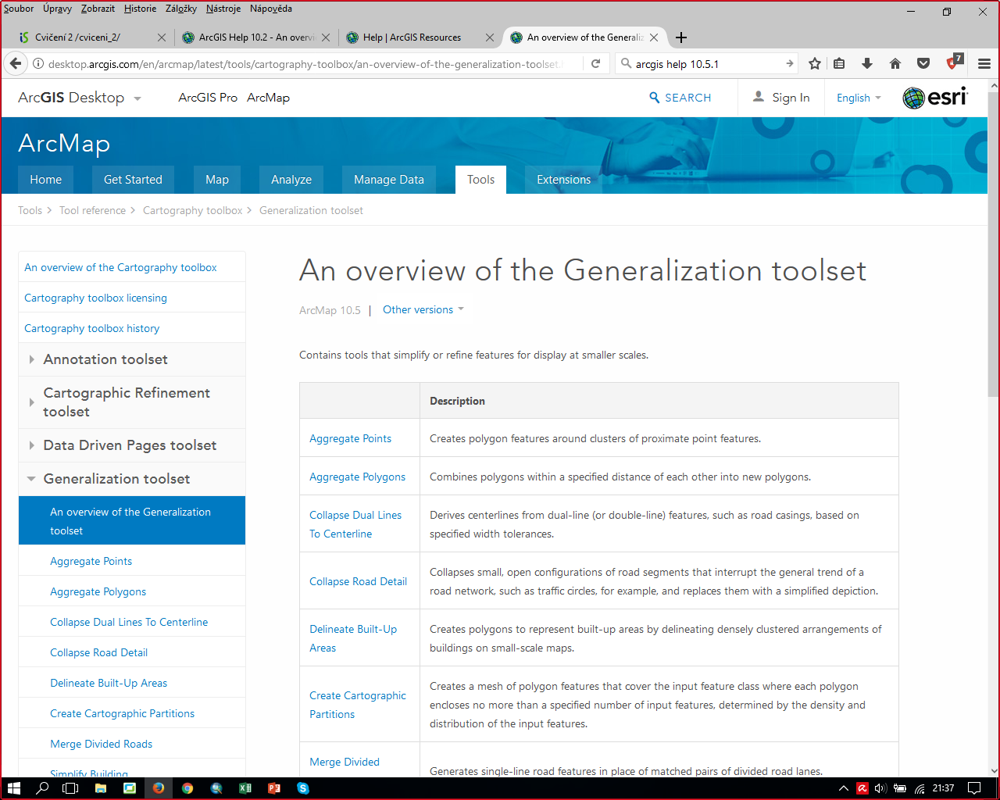 Soubor Úpravy Zobrazit Historie Záložky Nástroje Nápověda
Cvičení 2 /cviceni_2/
ArcGIS Help 10.2 - An overvi
Help | ArcGIS Resources
An overview of the Generaliz
desktop.arcgis.com/en/arcmap/latest/tools/cartography-toolbox/an-overview-of-the-generalization-toolset.
arcgis help 10.5.1
7
ArcGIS Desktop
ArcGIS Pro ArcMap
SEARCH
Sign In
English
esri
ArcMap
Home Get Started Map Analyze Manage Data Tools Extensions
Tools > Tool reference > Cartography toolbox > Generalization toolset
An overview of the Cartography toolbox
Cartography toolbox licensing
Cartography toolbox history
Annotation toolset
Cartographic Refinement
toolset
Data Driven Pages toolset
Generalization toolset
An overview of the Generalization
toolset
Aggregate Points
Aggregate Polygons
Collapse Dual Lines To Centerline
Collapse Road Detail
Delineate Built-Up Areas
Create Cartographic Partitions
Merge Divided Roads
Simplify Building
An overview of the Generalization toolset
ArcMap 10.5 | Other versions
Contains tools that simplify or refine features for display at smaller scales.
Description
Aggregate Points
Creates polygon features around clusters of proximate point features.
Aggregate Polygons
Combines polygons within a specified distance of each other into new polygons.
Collapse Dual Lines
To Centerline
Derives centerlines from dual-line (or double-line) features, such as road casings, based on
specified width tolerances.
Collapse Road Detail
Collapses small, open configurations of road segments that interrupt the general trend of a
road network, such as traffic circles, for example, and replaces them with a simplified depiction.
Delineate Built-Up
Areas
Creates polygons to represent built-up areas by delineating densely clustered arrangements of
buildings on small-scale maps.
Create Cartographic
Partitions
Creates a mesh of polygon features that cover the input feature class where each polygon
encloses no more than a specified number of input features, determined by the density and
distribution of the input features.
Merge Divided
Generates single-line road features in place of matched pairs of divided road lanes.
21:37